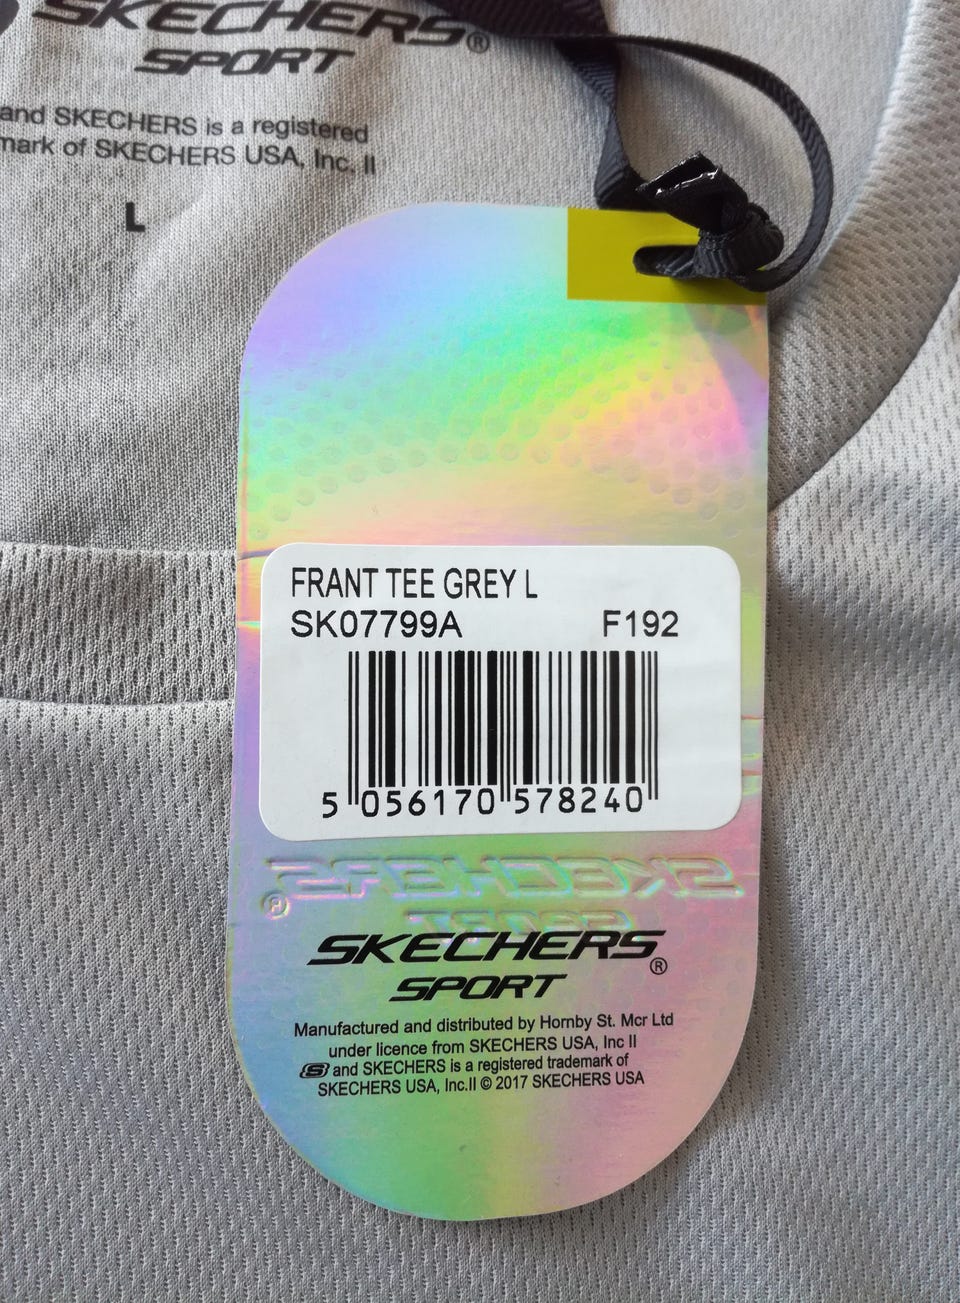 SKECHERS®
SPORT
and SKECHERS is a registered
mark of SKECHERS USA, Inc. II
L
FRANT TEE GREY L
SK07799A F192
5 056170 578240
SKECHERS®
SPORT
SKECHERS®
SPORT
Manufactured and distributed by Hornby St. Mcr Ltd
under licence from SKECHERS USA, Inc II
and SKECHERS is a registered trademark of
SKECHERS USA, Inc.II © 2017 SKECHERS USA